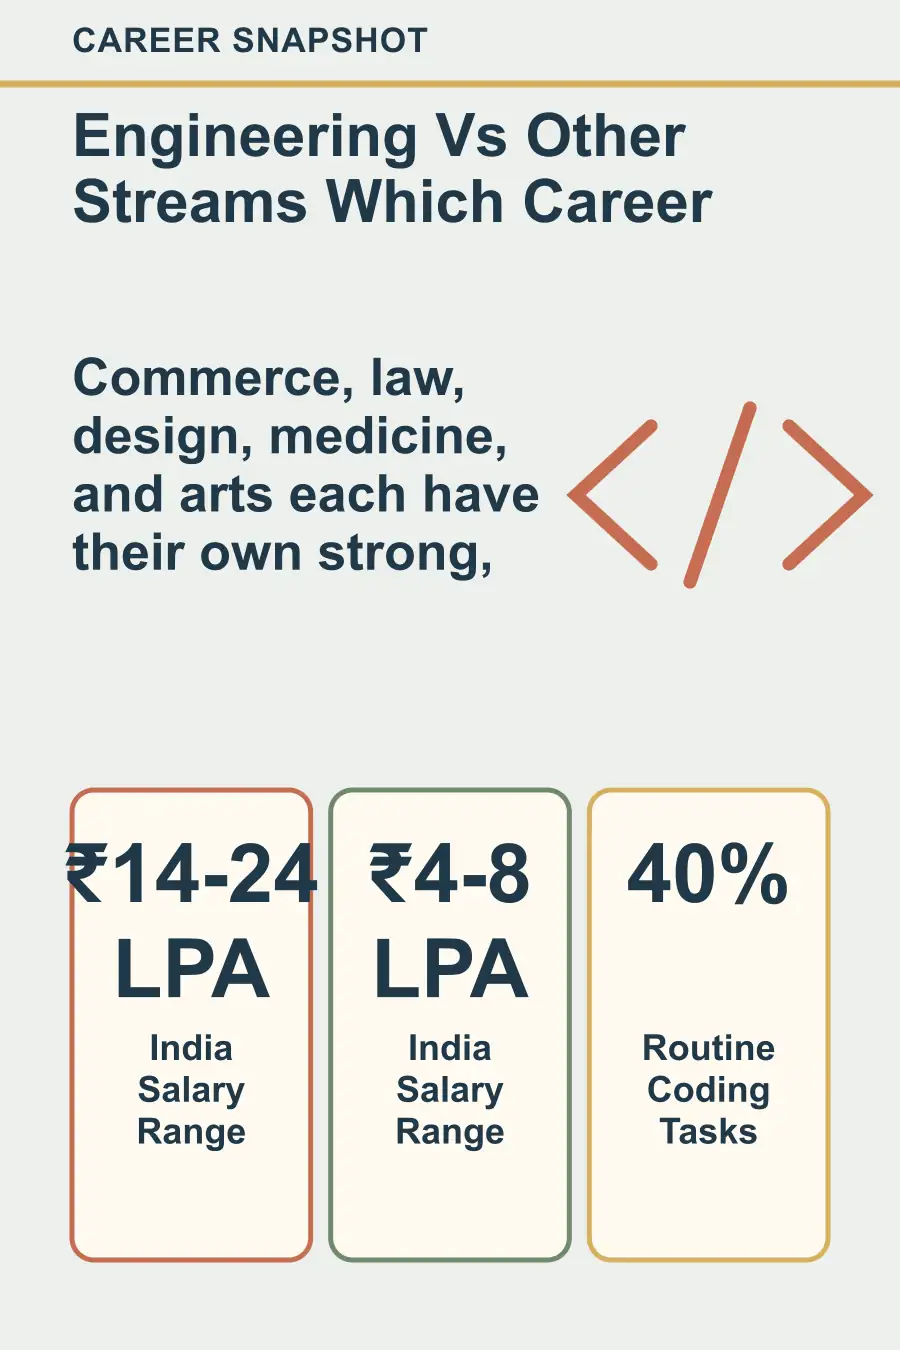 CAREER SNAPSHOT
Engineering Vs Other
Streams Which Career
Commerce, law,
design, medicine,
and arts each have
their own strong,
₹14-24
LPA
India
Salary
Range
₹4-8
LPA
India
Salary
Range
40%
Routine
Coding
Tasks